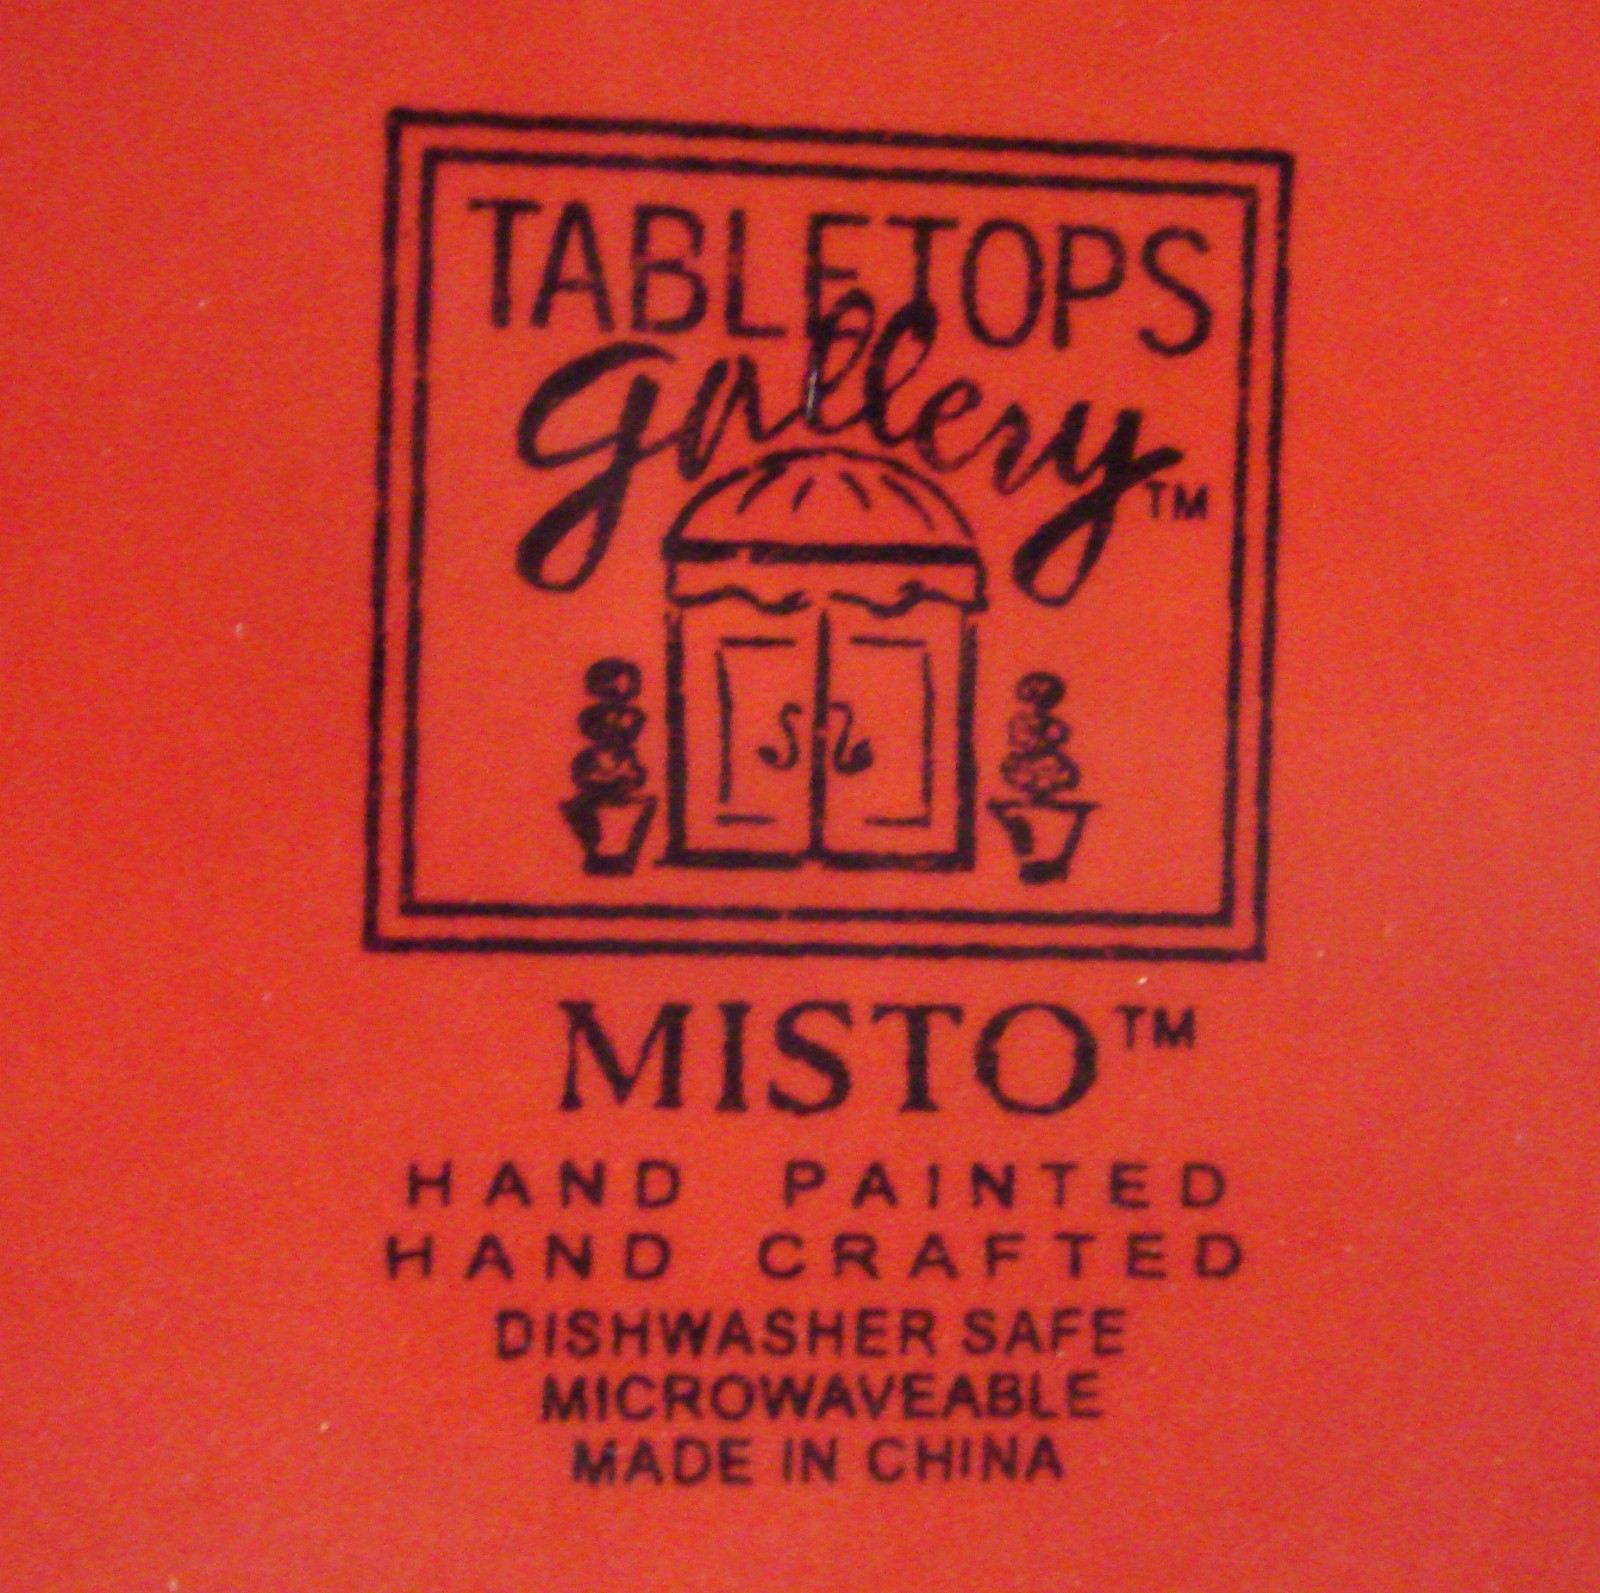 TABLETOPS
gallery™
MISTO™
HAND PAINTED
HAND CRAFTED
DISHWASHER SAFE
MICROWAVEABLE
MADE IN CHINA